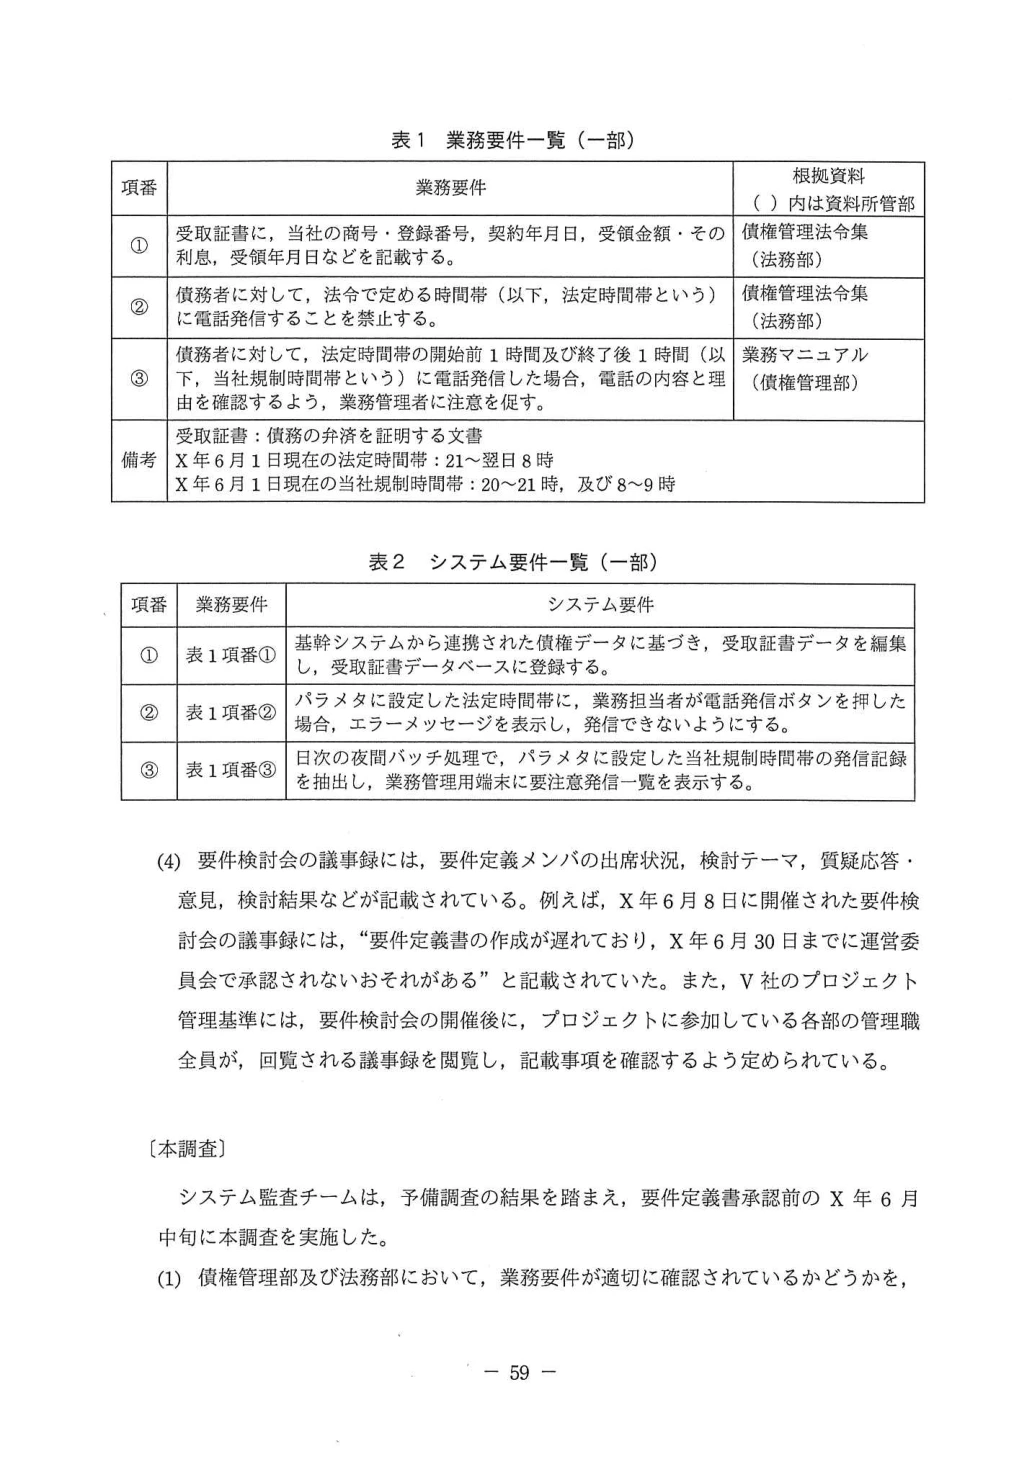 表1 業務要件一覧（一部）
項番 業務要件 根拠資料
（ ）内は資料所管部
① 受取証書に，当社の商号・登録番号，契約年月日，受領金額・その
利息，受領年月日などを記載する。
債権管理法令集
（法務部）
② 債務者に対して，法令で定める時間帯（以下，法定時間帯という）
に電話発信することを禁止する。
債権管理法令集
（法務部）
③ 債務者に対して，法定時間帯の開始前1時間及び終了後1時間（以
下，当社規制時間帯という）に電話発信した場合，電話の内容と理
由を確認するよう，業務管理者に注意を促す。
業務マニュアル
（債権管理部）
備考 受取証書：債務の弁済を証明する文書
X年6月1日現在の法定時間帯：21～翌日8時
X年6月1日現在の当社規制時間帯：20～21時，及び8～9時
表2 システム要件一覧（一部）
項番 業務要件 システム要件
① 表1項番① 基幹システムから連携された債権データに基づき，受取証書データを編集
し，受取証書データベースに登録する。
② 表1項番② パラメタに設定した法定時間帯に，業務担当者が電話発信ボタンを押した
場合，エラーメッセージを表示し，発信できないようにする。
③ 表1項番③ 日次の夜間バッチ処理で，パラメタに設定した当社規制時間帯の発信記録
を抽出し，業務管理用端末に要注意発信一覧を表示する。
(4) 要件検討会の議事録には，要件定義メンバの出席状況，検討テーマ，質疑応答・
意見，検討結果などが記載されている。例えば，X年6月8日に開催された要件検
討会の議事録には，“要件定義書の作成が遅れており，X年6月30日までに運営委
員会で承認されないおそれがある”と記載されていた。また，V社のプロジェクト
管理基準には，要件検討会の開催後に，プロジェクトに参加している各部の管理職
全員が，回覧される議事録を閲覧し，記載事項を確認するよう定められている。
〔本調査〕
システム監査チームは，予備調査の結果を踏まえ，要件定義書承認前のX年6月
中旬に本調査を実施した。
(1) 債権管理部及び法務部において，業務要件が適切に確認されているかどうかを，
－ 59 －